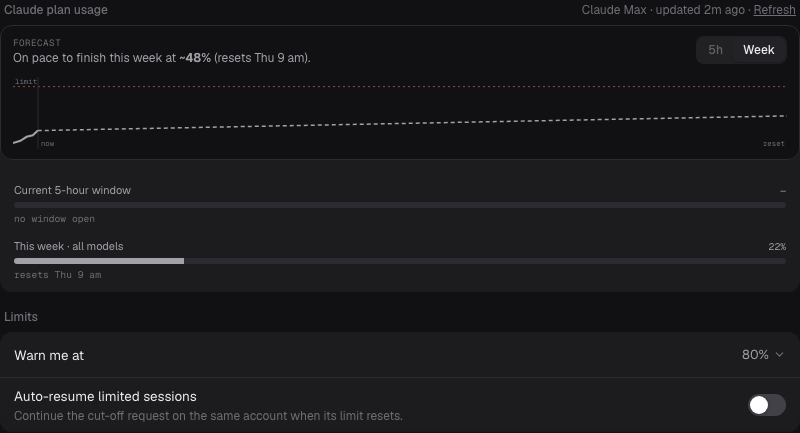 Claude plan usage
Claude Max · updated 2m ago · Refresh
FORECAST
On pace to finish this week at ~48% (resets Thu 9 am).
5h Week
limit
now
reset
Current 5-hour window –
no window open
This week · all models 22%
resets Thu 9 am
Limits
Warn me at 80%
Auto-resume limited sessions
Continue the cut-off request on the same account when its limit resets.